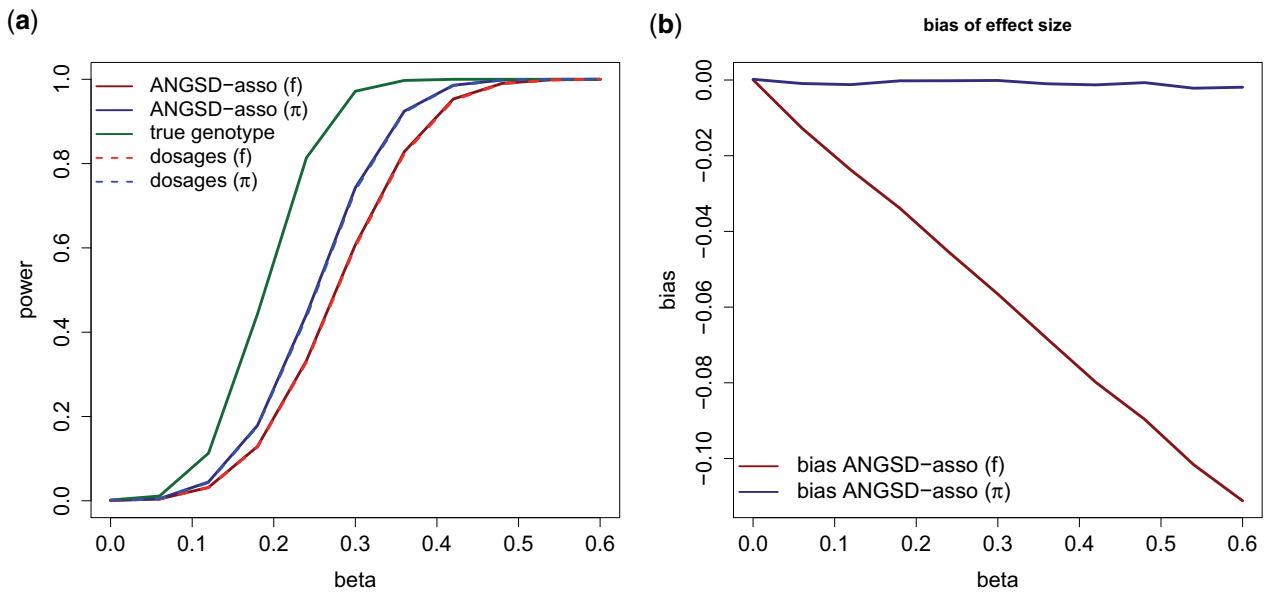 (a)
ANGSD−asso (f)
ANGSD−asso (π)
true genotype
dosages (f)
dosages (π)
power
1.0
0.8
0.6
0.4
0.2
0.0
0.0 0.1 0.2 0.3 0.4 0.5 0.6
beta
(b)
bias of effect size
bias
0.00
−0.02
−0.04
−0.06
−0.08
−0.10
bias ANGSD−asso (f)
bias ANGSD−asso (π)
0.0 0.1 0.2 0.3 0.4 0.5 0.6
beta